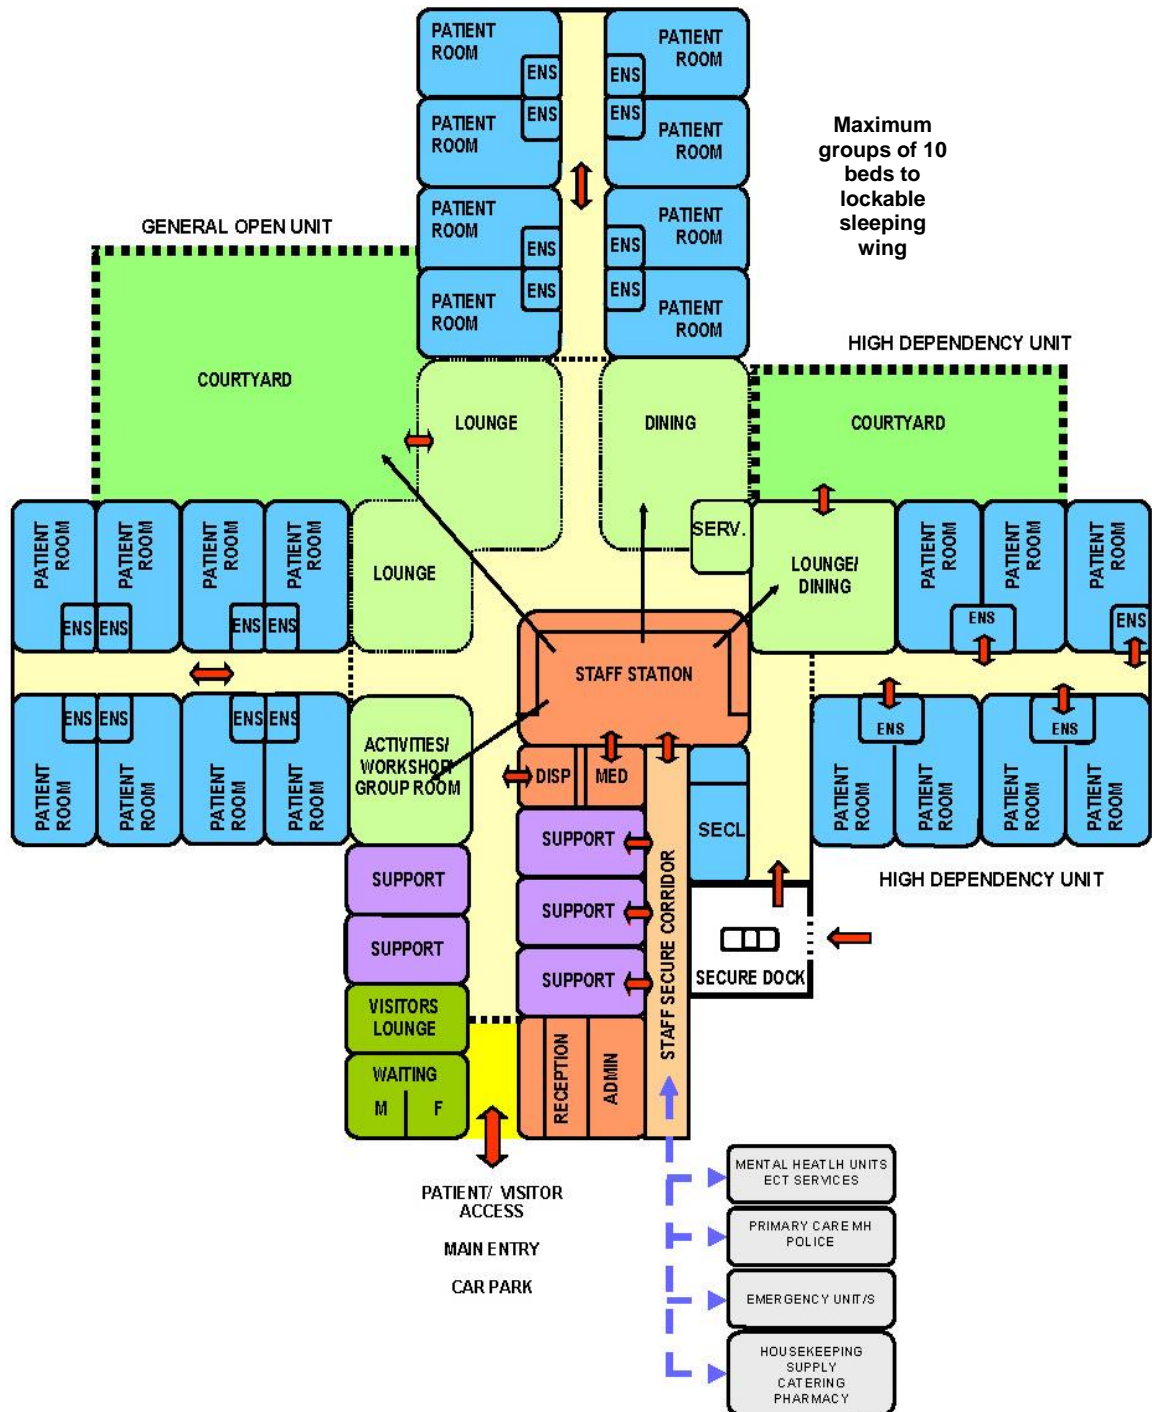 PATIENT
ROOM
ENS
PATIENT
ROOM
ENS
PATIENT
ROOM
ENS
PATIENT
ROOM
ENS
PATIENT
ROOM
ENS
PATIENT
ROOM
ENS
PATIENT
ROOM
ENS
PATIENT
ROOM
ENS
Maximum
groups of 10
beds to
lockable
sleeping
wing
GENERAL OPEN UNIT
COURTYARD
LOUNGE
DINING
HIGH DEPENDENCY UNIT
COURTYARD
PATIENT
ROOM
ENS
PATIENT
ROOM
ENS
PATIENT
ROOM
ENS
PATIENT
ROOM
ENS
LOUNGE
SERV.
LOUNGE/
DINING
PATIENT
ROOM
PATIENT
ROOM
ENS
PATIENT
ROOM
ENS
STAFF STATION
PATIENT
ROOM
ENS
PATIENT
ROOM
ENS
PATIENT
ROOM
ENS
PATIENT
ROOM
ENS
ACTIVITIES/
WORKSHOP
GROUP ROOM
DISP
MED
ENS
PATIENT
ROOM
PATIENT
ROOM
ENS
PATIENT
ROOM
PATIENT
ROOM
SUPPORT
SUPPORT
SUPPORT
SUPPORT
SUPPORT
SECL
STAFF SECURE CORRIDOR
HIGH DEPENDENCY UNIT
SECURE DOCK
VISITORS
LOUNGE
WAITING
M
F
RECEPTION
ADMIN
PATIENT/ VISITOR
ACCESS
MAIN ENTRY
CAR PARK
MENTAL HEATLH UNITS
ECT SERVICES
PRIMARY CARE MH
POLICE
EMERGENCY UNIT/S
HOUSEKEEPING
SUPPLY
CATERING
PHARMACY